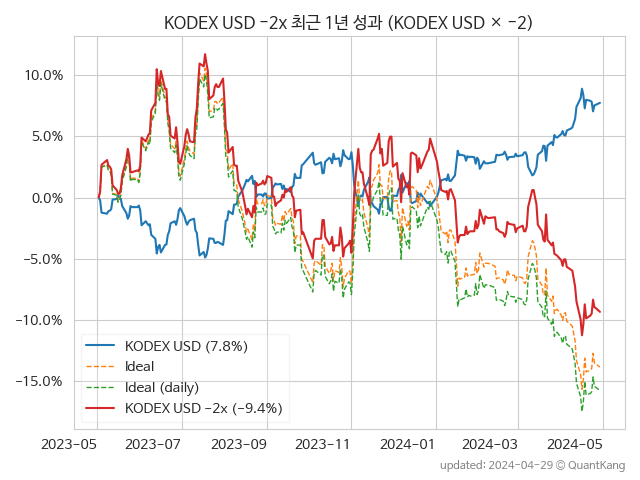 KODEX USD −2x 최근 1년 성과 (KODEX USD × −2)
10.0%
5.0%
0.0%
−5.0%
−10.0%
−15.0%
KODEX USD (7.8%)
Ideal
Ideal (daily)
KODEX USD −2x (−9.4%)
2023-05 2023-07 2023-09 2023-11 2024-01 2024-03 2024-05
updated: 2024-04-29 © QuantKang